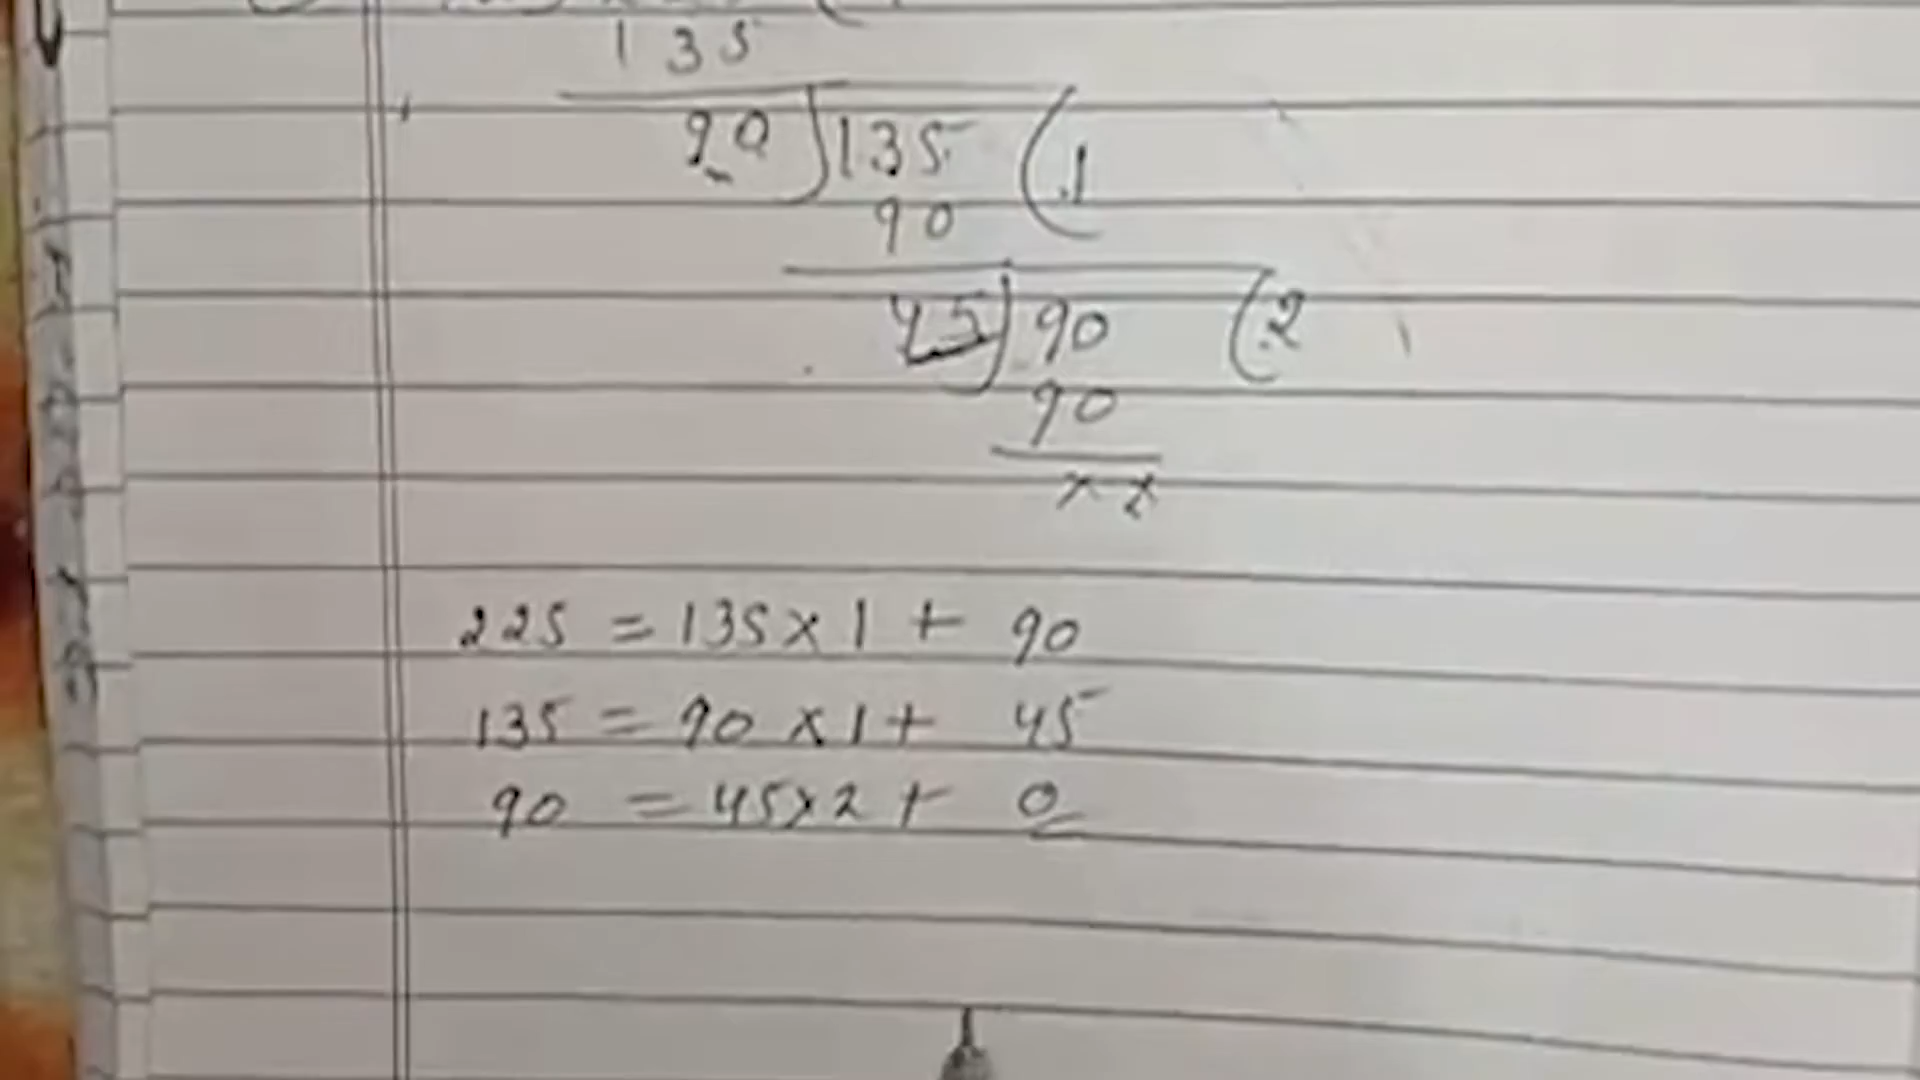 135
90)135(1
90
45)90(2
90
xx
225 = 135×1 + 90
135 = 90×1+ 45
90 = 45×2+ 0